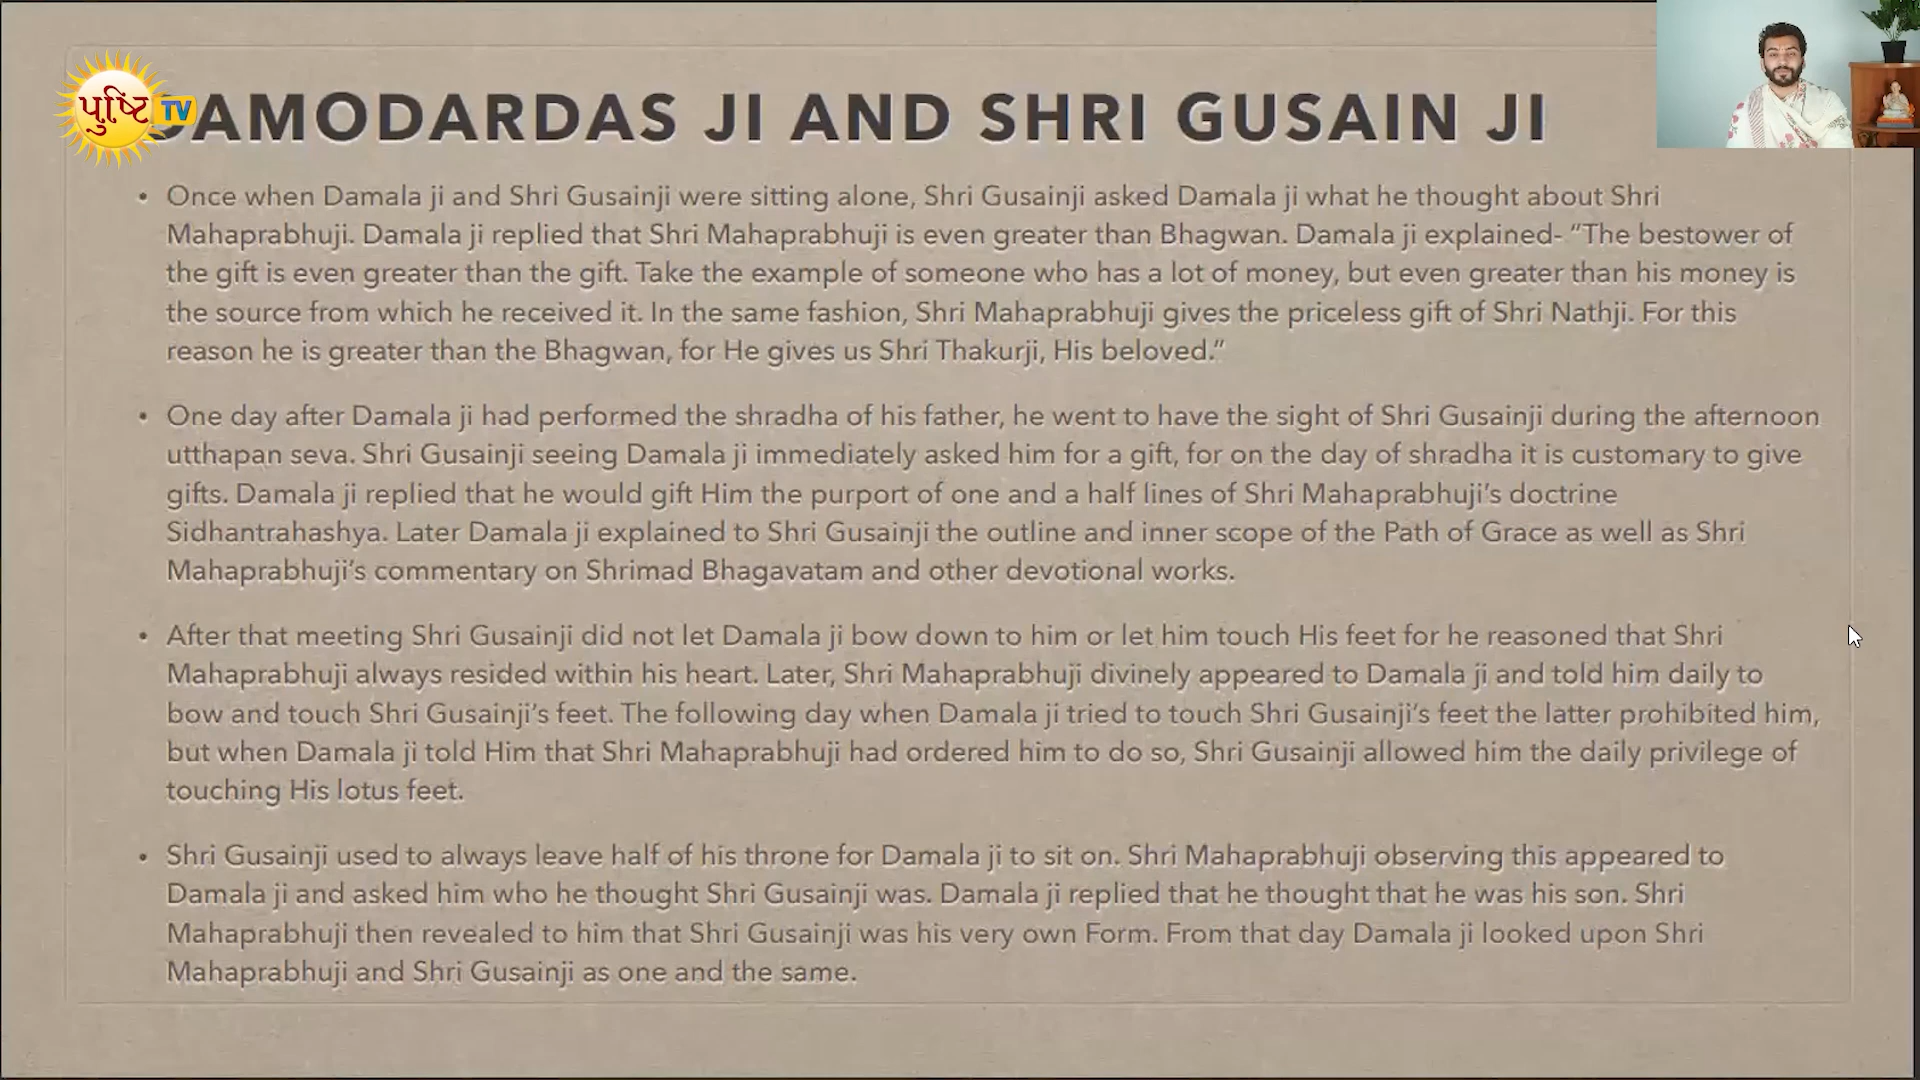 પુષ્ટિ TV
DAMODARDAS JI AND SHRI GUSAIN JI
• Once when Damala ji and Shri Gusainji were sitting alone, Shri Gusainji asked Damala ji what he thought about Shri
Mahaprabhuji. Damala ji replied that Shri Mahaprabhuji is even greater than Bhagwan. Damala ji explained- “The bestower of
the gift is even greater than the gift. Take the example of someone who has a lot of money, but even greater than his money is
the source from which he received it. In the same fashion, Shri Mahaprabhuji gives the priceless gift of Shri Nathji. For this
reason he is greater than the Bhagwan, for He gives us Shri Thakurji, His beloved.”
• One day after Damala ji had performed the shradha of his father, he went to have the sight of Shri Gusainji during the afternoon
utthapan seva. Shri Gusainji seeing Damala ji immediately asked him for a gift, for on the day of shradha it is customary to give
gifts. Damala ji replied that he would gift Him the purport of one and a half lines of Shri Mahaprabhuji’s doctrine
Sidhantrahashya. Later Damala ji explained to Shri Gusainji the outline and inner scope of the Path of Grace as well as Shri
Mahaprabhuji’s commentary on Shrimad Bhagavatam and other devotional works.
• After that meeting Shri Gusainji did not let Damala ji bow down to him or let him touch His feet for he reasoned that Shri
Mahaprabhuji always resided within his heart. Later, Shri Mahaprabhuji divinely appeared to Damala ji and told him daily to
bow and touch Shri Gusainji’s feet. The following day when Damala ji tried to touch Shri Gusainji’s feet the latter prohibited him,
but when Damala ji told Him that Shri Mahaprabhuji had ordered him to do so, Shri Gusainji allowed him the daily privilege of
touching His lotus feet.
• Shri Gusainji used to always leave half of his throne for Damala ji to sit on. Shri Mahaprabhuji observing this appeared to
Damala ji and asked him who he thought Shri Gusainji was. Damala ji replied that he thought that he was his son. Shri
Mahaprabhuji then revealed to him that Shri Gusainji was his very own Form. From that day Damala ji looked upon Shri
Mahaprabhuji and Shri Gusainji as one and the same.